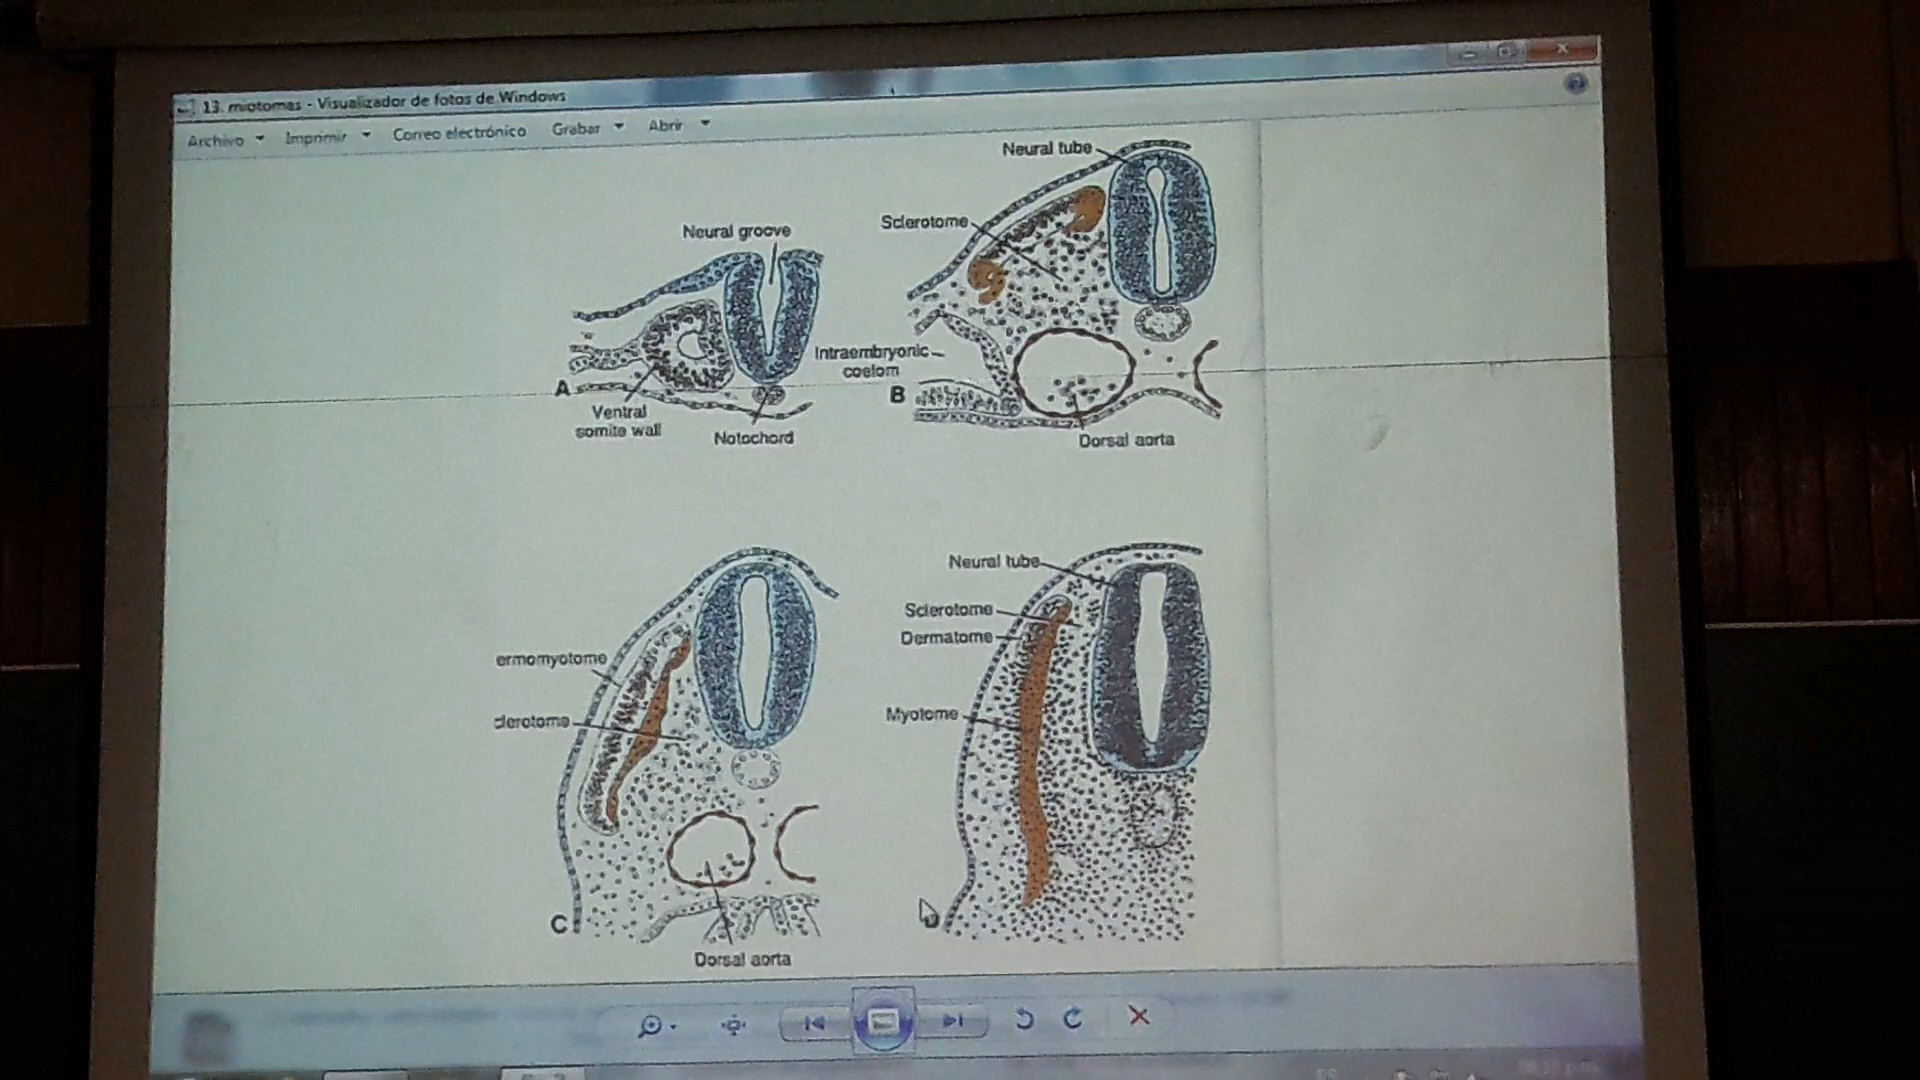 13. miotomas - Visualizador de fotos de Windows
Archivo Imprimir Correo electrónico Grabar Abrir
Neural groove
A
Ventral
somite wall
Notochord
Neural tube
Sclerotome
Intraembryonic
coelom
B
Dorsal aorta
ermomyotome
clerotome
C
Dorsal aorta
Neural tube
Sclerotome
Dermatome
Myotome